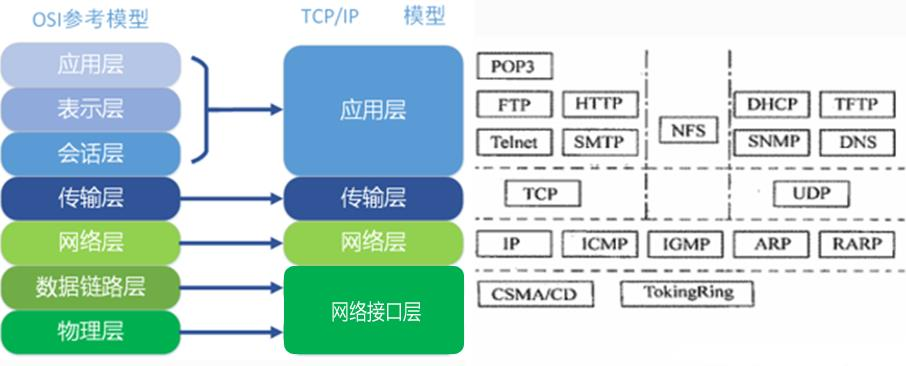 OSI参考模型
应用层
表示层
会话层
传输层
网络层
数据链路层
物理层
TCP/IP 模型
应用层
传输层
网络层
网络接口层
POP3
FTP HTTP DHCP TFTP
NFS
Telnet SMTP SNMP DNS
TCP UDP
IP ICMP IGMP ARP RARP
CSMA/CD TokingRing